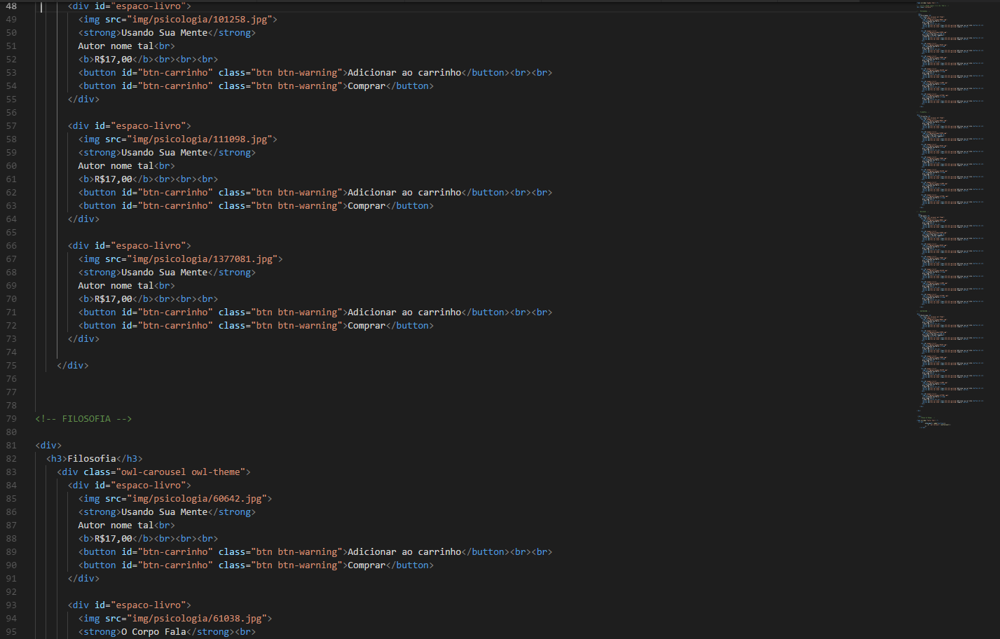 48 <div id="espaco-livro">
49 <img src="img/psicologia/101258.jpg">
50 <strong>Usando Sua Mente</strong>
51 Autor nome tal<br>
52 <b>R$17,00</b><br><br><br>
53 <button id="btn-carrinho" class="btn btn-warning">Adicionar ao carrinho</button><br><br>
54 <button id="btn-carrinho" class="btn btn-warning">Comprar</button>
55 </div>
56
57 <div id="espaco-livro">
58 <img src="img/psicologia/111098.jpg">
59 <strong>Usando Sua Mente</strong>
60 Autor nome tal<br>
61 <b>R$17,00</b><br><br><br>
62 <button id="btn-carrinho" class="btn btn-warning">Adicionar ao carrinho</button><br><br>
63 <button id="btn-carrinho" class="btn btn-warning">Comprar</button>
64 </div>
65
66 <div id="espaco-livro">
67 <img src="img/psicologia/1377081.jpg">
68 <strong>Usando Sua Mente</strong>
69 Autor nome tal<br>
70 <b>R$17,00</b><br><br><br>
71 <button id="btn-carrinho" class="btn btn-warning">Adicionar ao carrinho</button><br><br>
72 <button id="btn-carrinho" class="btn btn-warning">Comprar</button>
73 </div>
74
75 </div>
76
77
78
79 <!-- FILOSOFIA -->
80
81 <div>
82 <h3>Filosofia</h3>
83 <div class="owl-carousel owl-theme">
84 <div id="espaco-livro">
85 <img src="img/psicologia/60642.jpg">
86 <strong>Usando Sua Mente</strong>
87 Autor nome tal<br>
88 <b>R$17,00</b><br><br><br>
89 <button id="btn-carrinho" class="btn btn-warning">Adicionar ao carrinho</button><br><br>
90 <button id="btn-carrinho" class="btn btn-warning">Comprar</button>
91 </div>
92
93 <div id="espaco-livro">
94 <img src="img/psicologia/61038.jpg">
95 <strong>O Corpo Fala</strong><br>